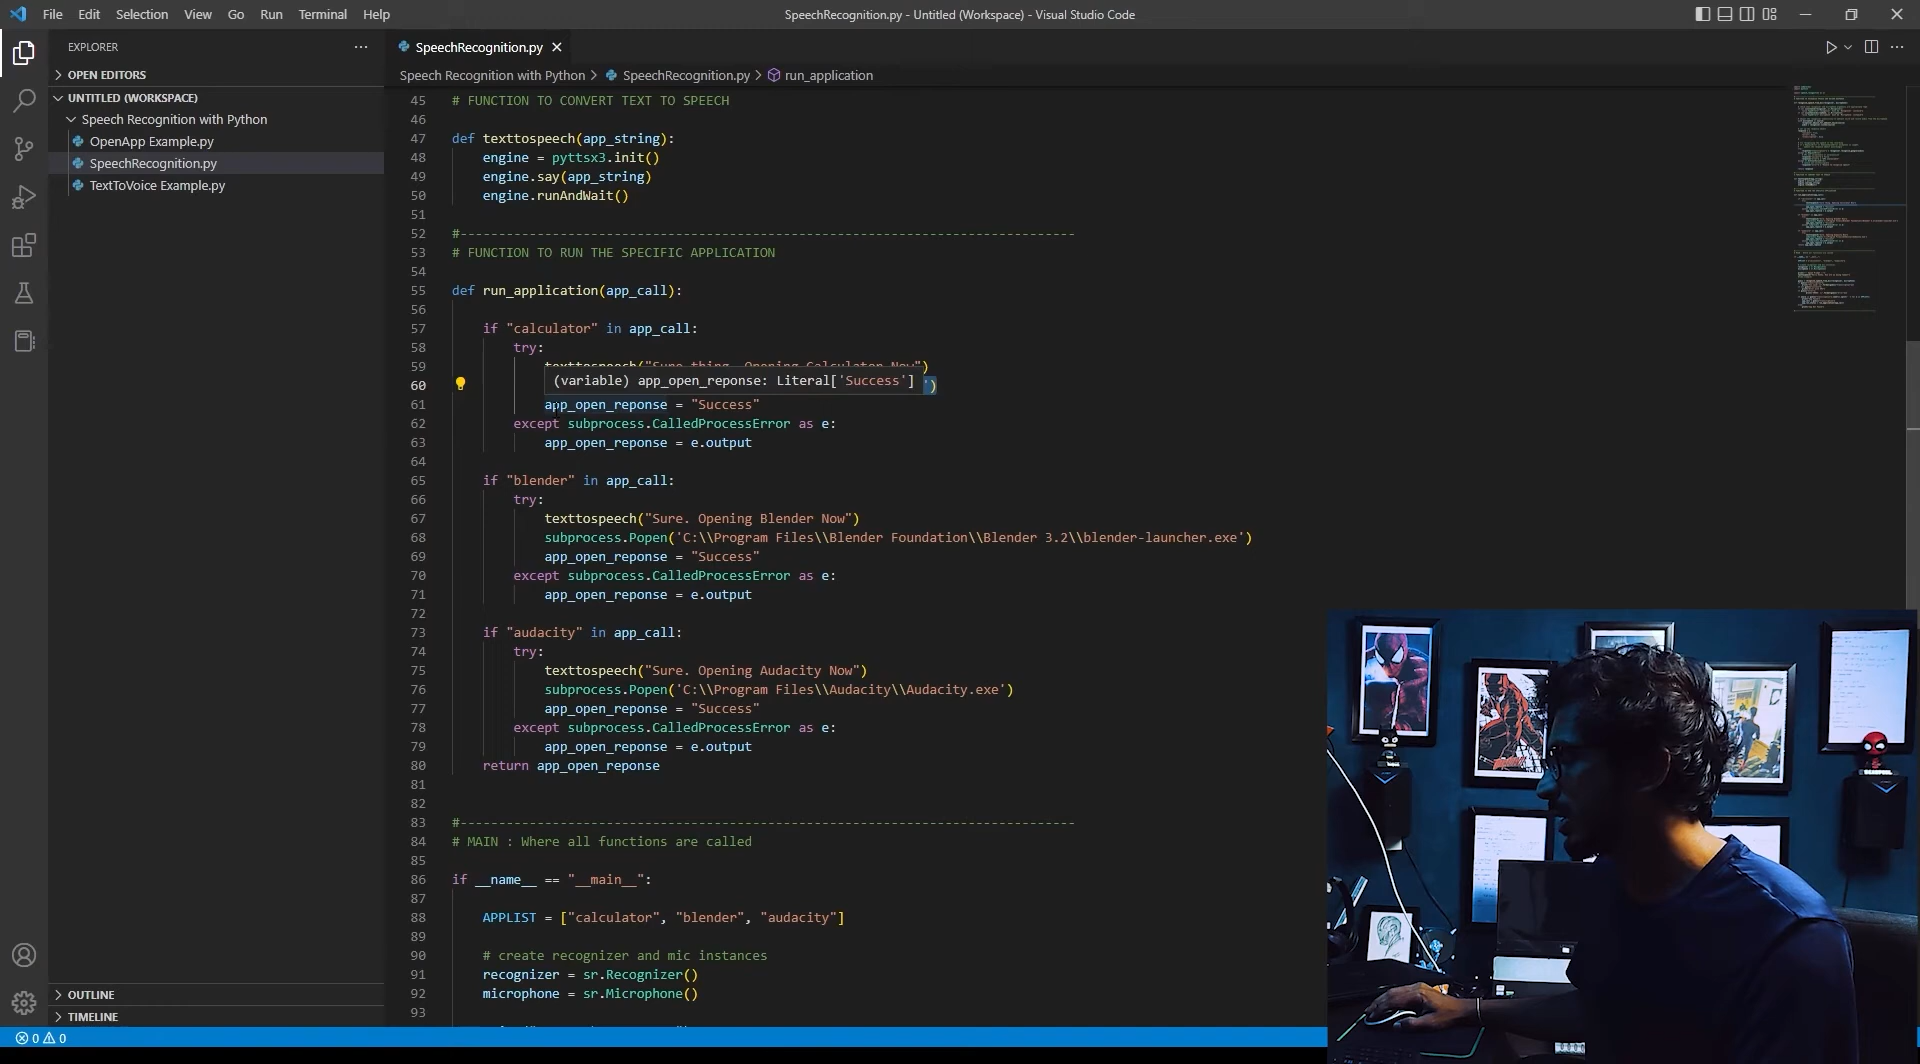 File Edit Selection View Go Run Terminal Help
SpeechRecognition.py - Untitled (Workspace) - Visual Studio Code
EXPLORER
OPEN EDITORS
UNTITLED (WORKSPACE)
Speech Recognition with Python
OpenApp Example.py
SpeechRecognition.py
TextToVoice Example.py
OUTLINE
TIMELINE
0 0
SpeechRecognition.py
Speech Recognition with Python > SpeechRecognition.py > run_application
45 # FUNCTION TO CONVERT TEXT TO SPEECH
46
47 def texttospeech(app_string):
48 engine = pyttsx3.init()
49 engine.say(app_string)
50 engine.runAndWait()
51
52 #--------------------------------------------------------------------------------
53 # FUNCTION TO RUN THE SPECIFIC APPLICATION
54
55 def run_application(app_call):
56
57 if "calculator" in app_call:
58 try:
59 texttospeech("Sure thing. Opening Calculator Now")
(variable) app_open_reponse: Literal['Success']
60 ')
61 app_open_reponse = "Success"
62 except subprocess.CalledProcessError as e:
63 app_open_reponse = e.output
64
65 if "blender" in app_call:
66 try:
67 texttospeech("Sure. Opening Blender Now")
68 subprocess.Popen('C:\\Program Files\\Blender Foundation\\Blender 3.2\\blender-launcher.exe')
69 app_open_reponse = "Success"
70 except subprocess.CalledProcessError as e:
71 app_open_reponse = e.output
72
73 if "audacity" in app_call:
74 try:
75 texttospeech("Sure. Opening Audacity Now")
76 subprocess.Popen('C:\\Program Files\\Audacity\\Audacity.exe')
77 app_open_reponse = "Success"
78 except subprocess.CalledProcessError as e:
79 app_open_reponse = e.output
80 return app_open_reponse
81
82
83 #--------------------------------------------------------------------------------
84 # MAIN : Where all functions are called
85
86 if __name__ == "__main__":
87
88 APPLIST = ["calculator", "blender", "audacity"]
89
90 # create recognizer and mic instances
91 recognizer = sr.Recognizer()
92 microphone = sr.Microphone()
93
DEADPOOL